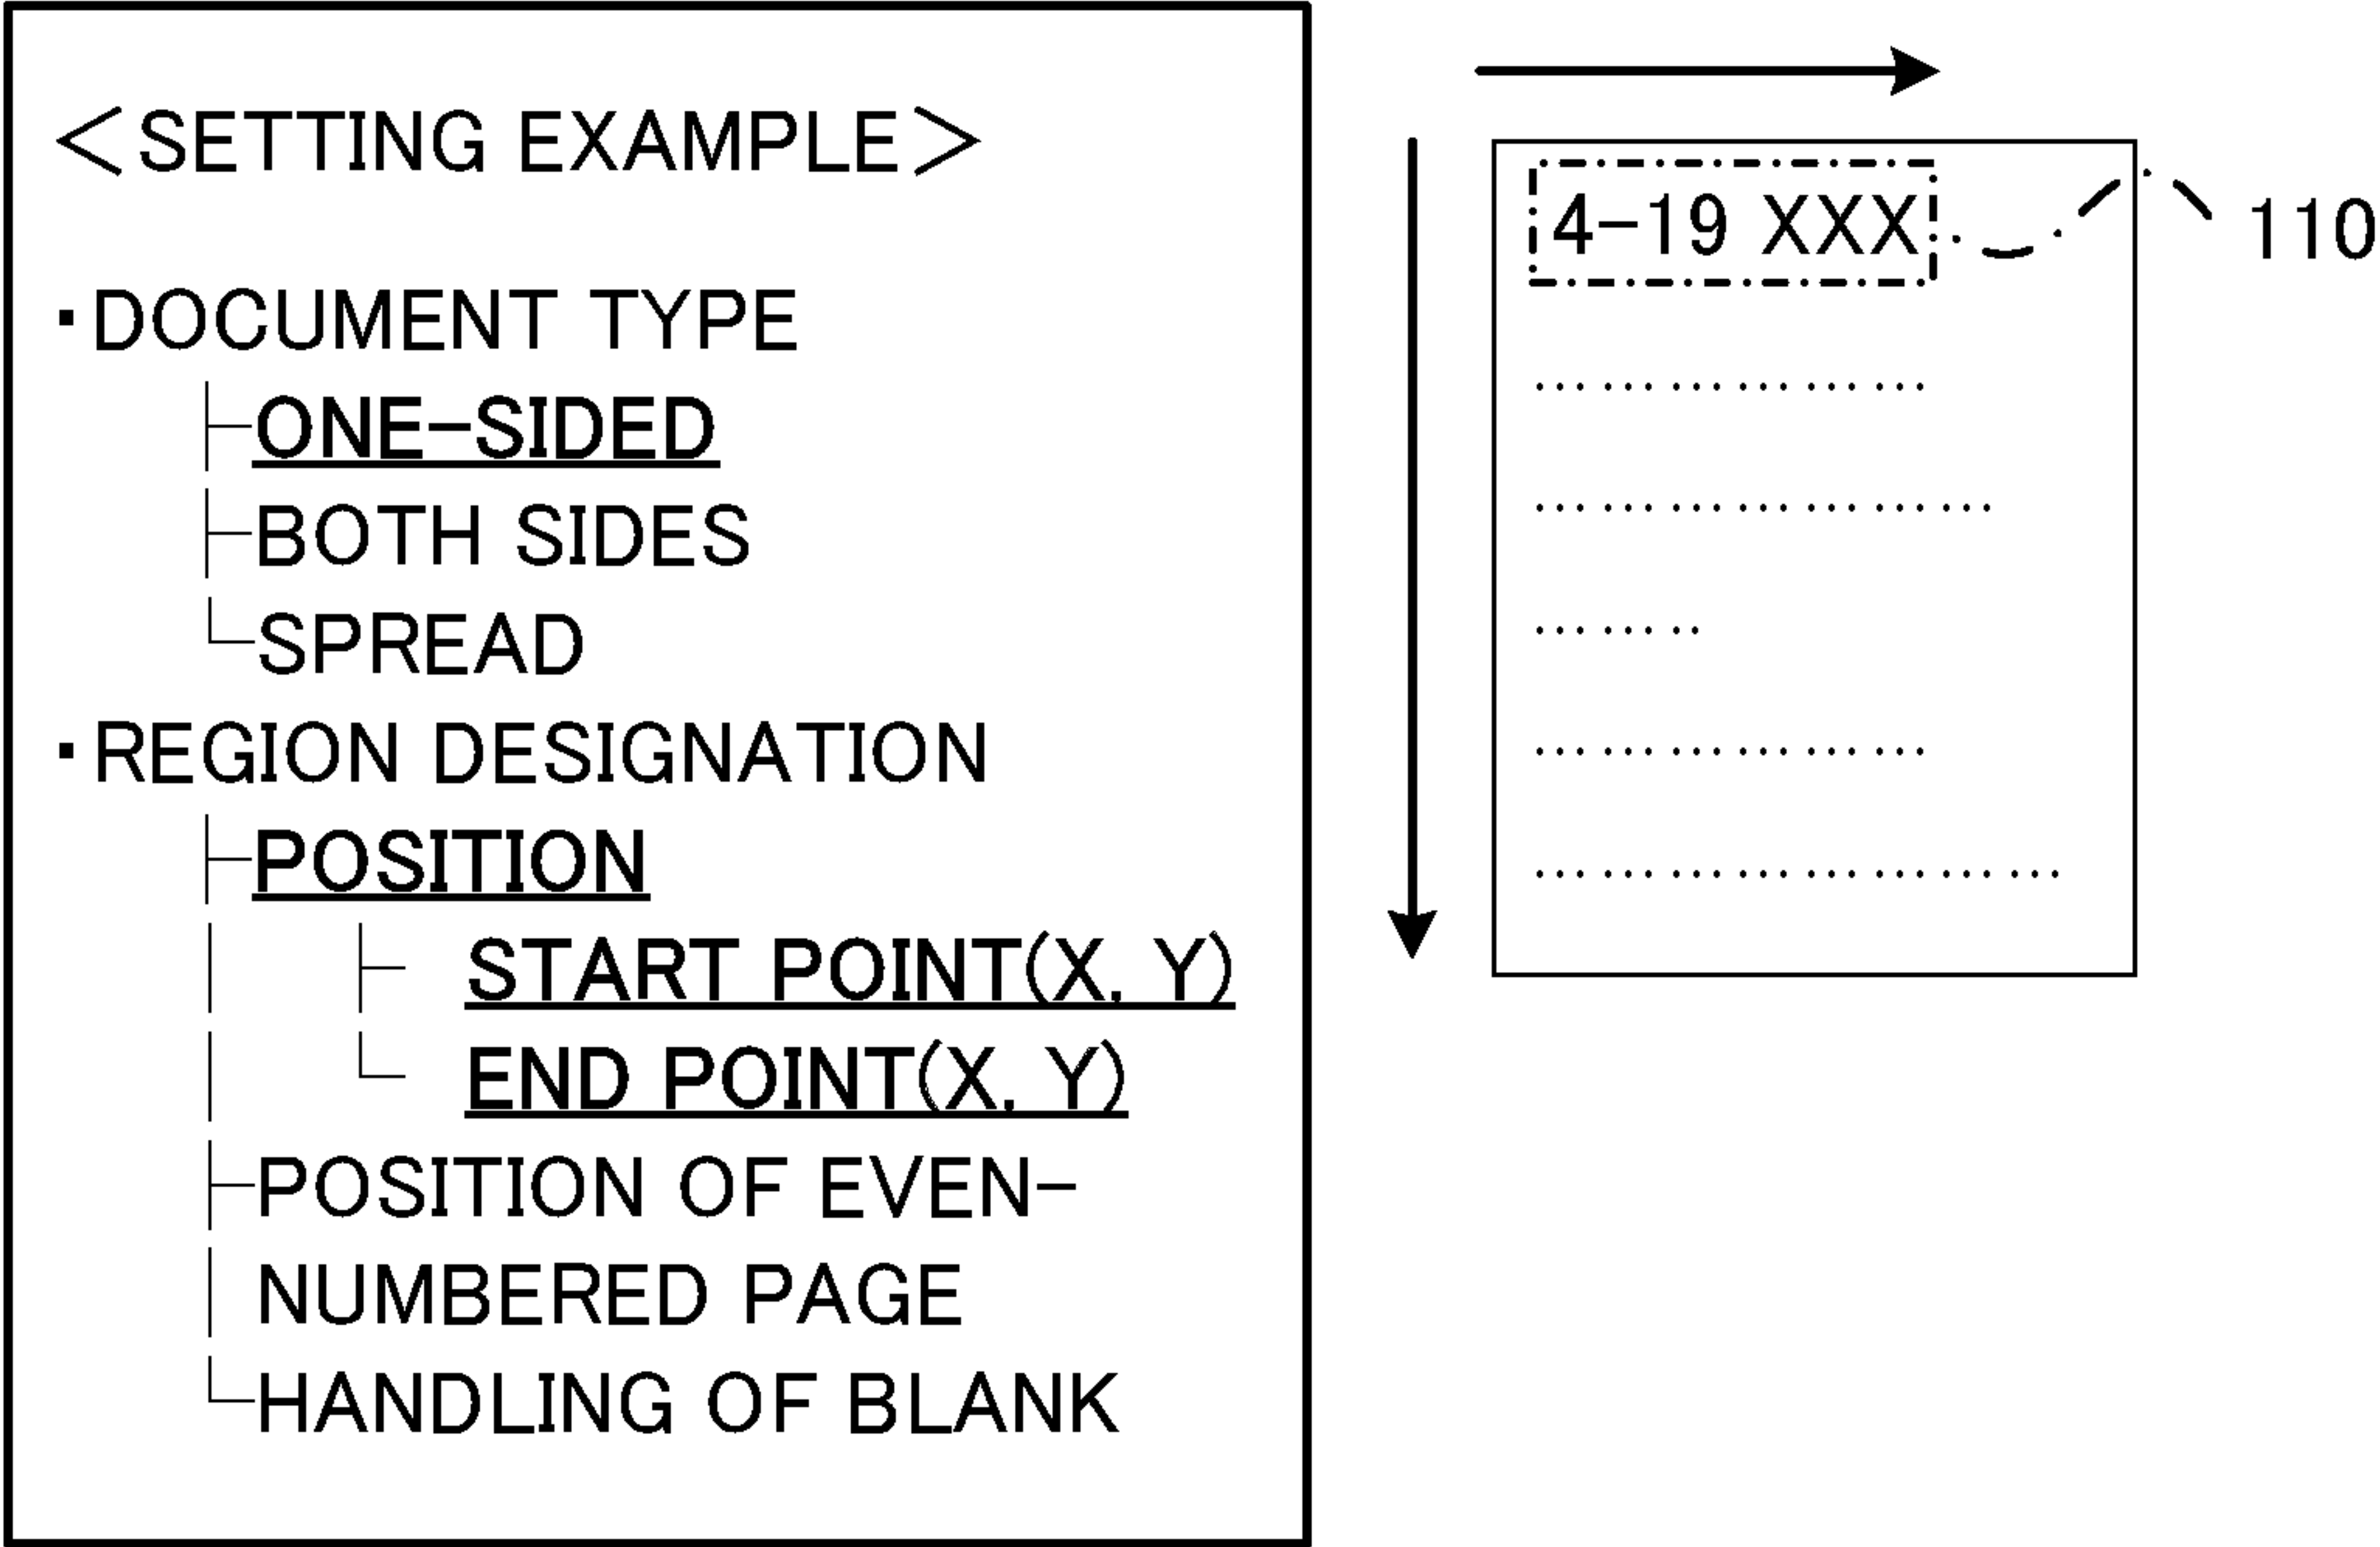 <SETTING EXAMPLE>
▪DOCUMENT TYPE
ONE-SIDED
BOTH SIDES
SPREAD
▪REGION DESIGNATION
POSITION
START POINT(X, Y)
END POINT(X, Y)
POSITION OF EVEN-
NUMBERED PAGE
HANDLING OF BLANK
4-19 XXX
110